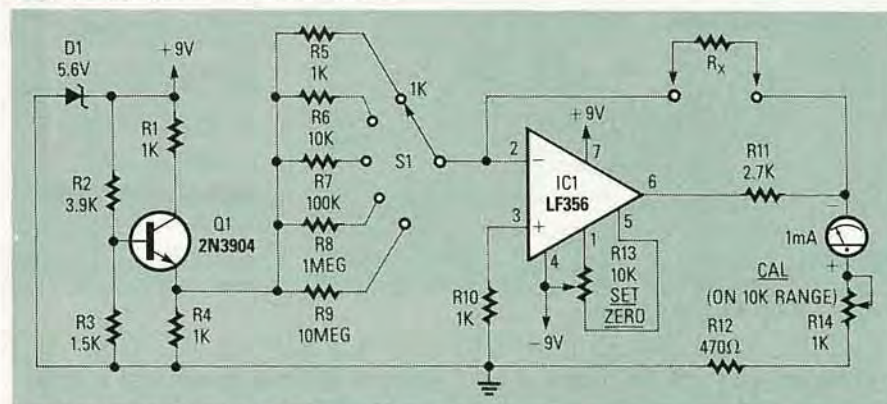 D1
5.6V
+9V
R1
1K
R2
3.9K
Q1
2N3904
R3
1.5K
R4
1K
R5
1K
R6
10K
R7
100K
R8
1MEG
R9
10MEG
1K
S1
2
3
+9V
7
IC1
LF356
6
5
1
4
-9V
R13
10K
SET
ZERO
R10
1K
RX
R11
2.7K
1mA
CAL
(ON 10K RANGE)
R14
1K
R12
470Ω